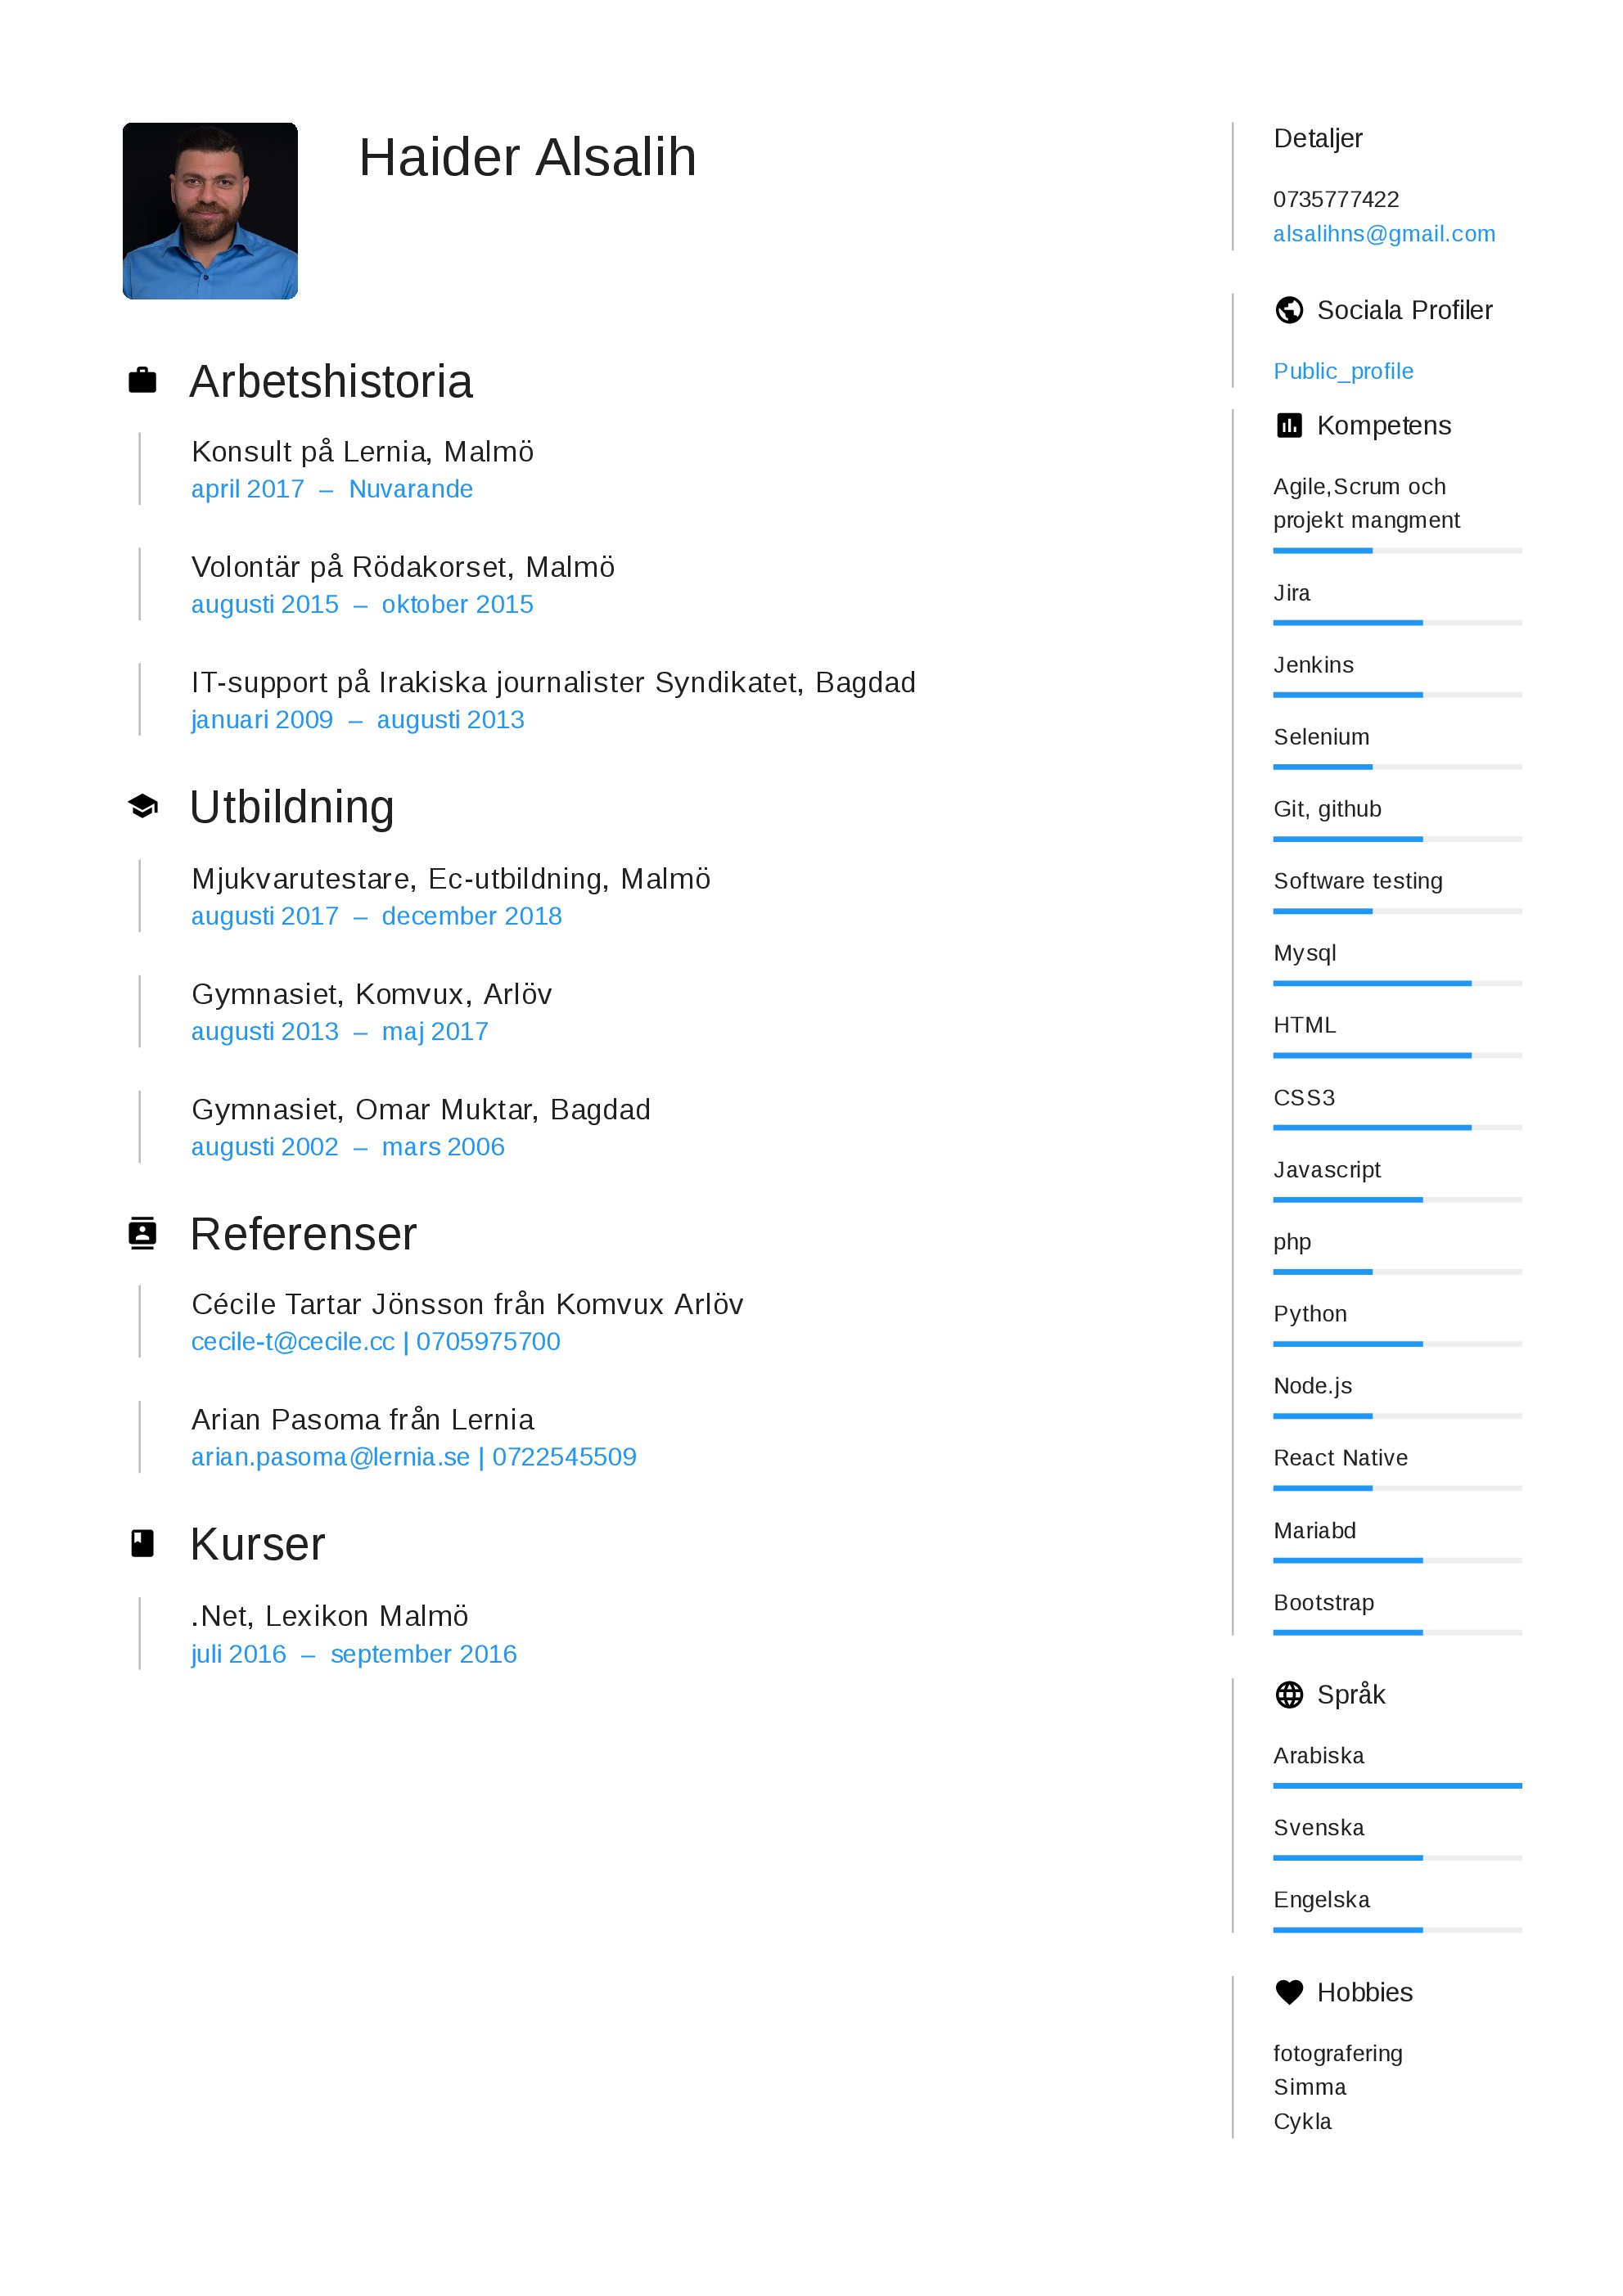 Haider Alsalih
Arbetshistoria
Konsult på Lernia, Malmö
april 2017 – Nuvarande
Volontär på Rödakorset, Malmö
augusti 2015 – oktober 2015
IT-support på Irakiska journalister Syndikatet, Bagdad
januari 2009 – augusti 2013
Utbildning
Mjukvarutestare, Ec-utbildning, Malmö
augusti 2017 – december 2018
Gymnasiet, Komvux, Arlöv
augusti 2013 – maj 2017
Gymnasiet, Omar Muktar, Bagdad
augusti 2002 – mars 2006
Referenser
Cécile Tartar Jönsson från Komvux Arlöv
cecile-t@cecile.cc | 0705975700
Arian Pasoma från Lernia
arian.pasoma@lernia.se | 0722545509
Kurser
.Net, Lexikon Malmö
juli 2016 – september 2016
Detaljer
0735777422
alsalihns@gmail.com
Sociala Profiler
Public_profile
Kompetens
Agile,Scrum och
projekt mangment
Jira
Jenkins
Selenium
Git, github
Software testing
Mysql
HTML
CSS3
Javascript
php
Python
Node.js
React Native
Mariabd
Bootstrap
Språk
Arabiska
Svenska
Engelska
Hobbies
fotografering
Simma
Cykla